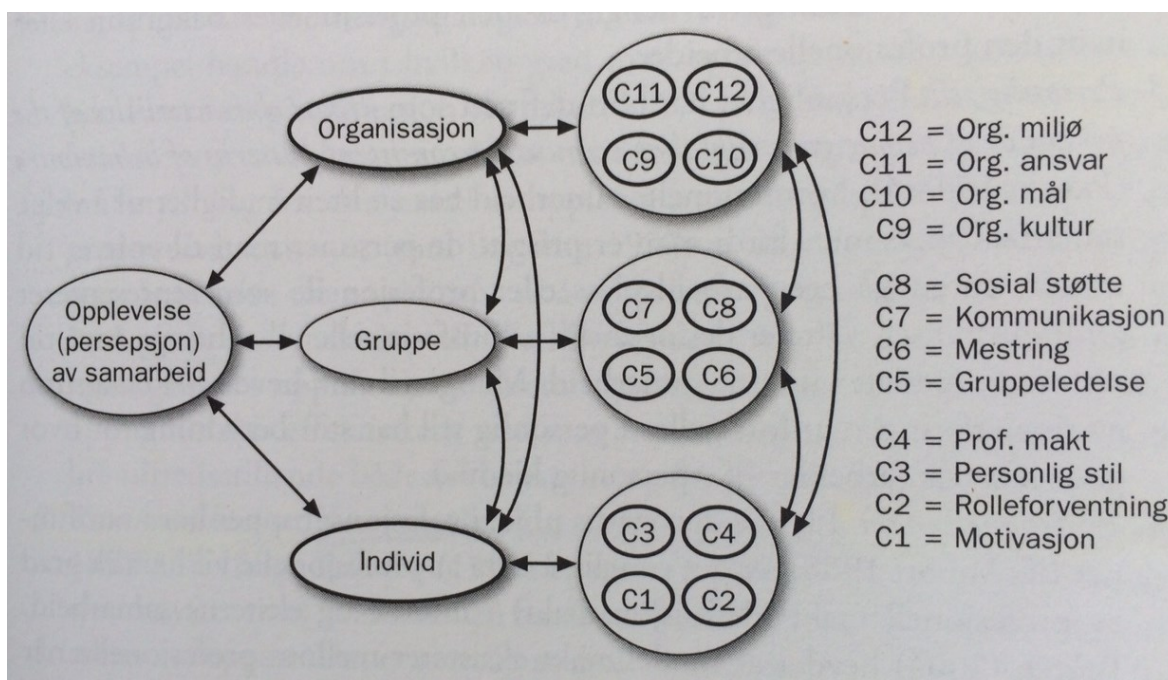 Organisasjon
Opplevelse
(persepsjon)
av samarbeid
Gruppe
Individ
C11 C12
C9 C10
C7 C8
C5 C6
C3 C4
C1 C2
C12 = Org. miljø
C11 = Org. ansvar
C10 = Org. mål
C9 = Org. kultur
C8 = Sosial støtte
C7 = Kommunikasjon
C6 = Mestring
C5 = Gruppeledelse
C4 = Prof. makt
C3 = Personlig stil
C2 = Rolleforventning
C1 = Motivasjon